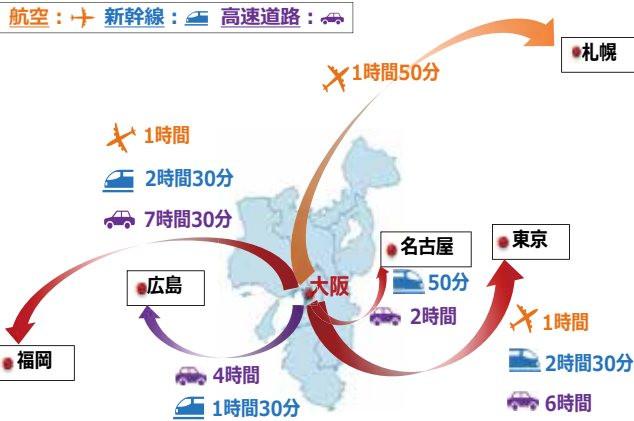 航空： 新幹線： 高速道路：
札幌
1時間50分
1時間
2時間30分
7時間30分
名古屋
東京
広島
大阪
50分
2時間
1時間
福岡
4時間
2時間30分
1時間30分
6時間